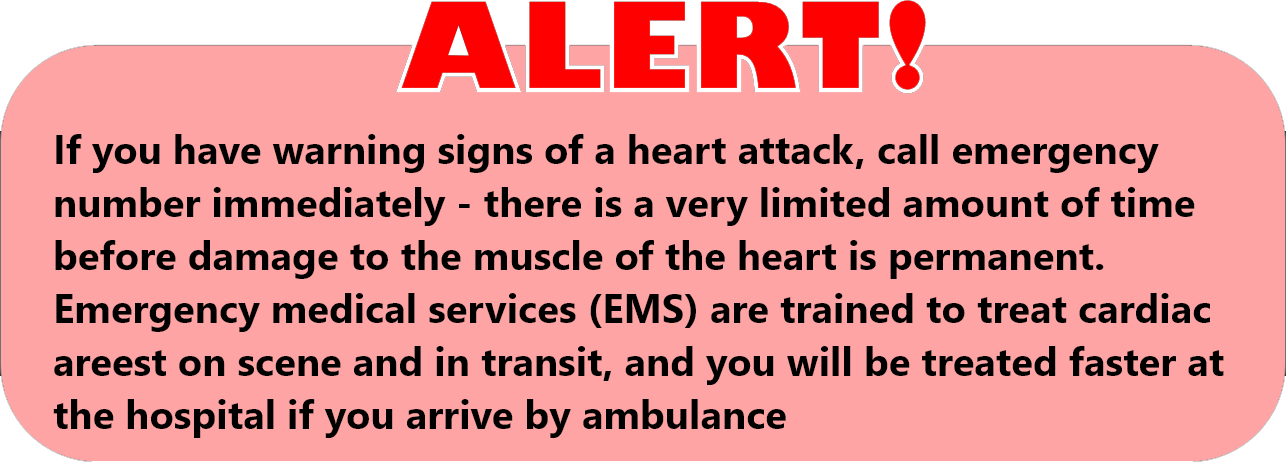 ALERT!
If you have warning signs of a heart attack, call emergency
number immediately - there is a very limited amount of time
before damage to the muscle of the heart is permanent.
Emergency medical services (EMS) are trained to treat cardiac
areest on scene and in transit, and you will be treated faster at
the hospital if you arrive by ambulance